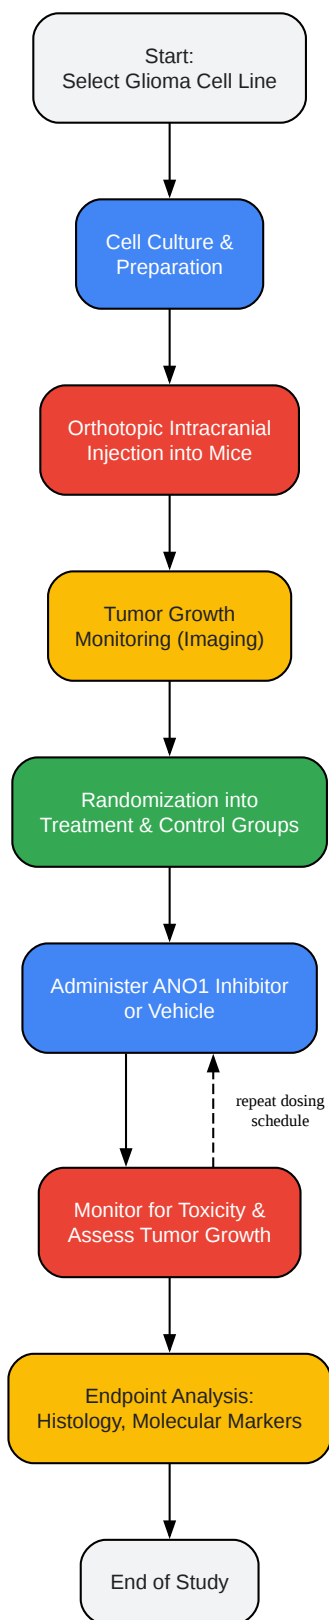 Start:
Select Glioma Cell Line
Cell Culture &
Preparation
Orthotopic Intracranial
Injection into Mice
Tumor Growth
Monitoring (Imaging)
Randomization into
Treatment & Control Groups
Administer ANO1 Inhibitor
or Vehicle
repeat dosing
schedule
Monitor for Toxicity &
Assess Tumor Growth
Endpoint Analysis:
Histology, Molecular Markers
End of Study